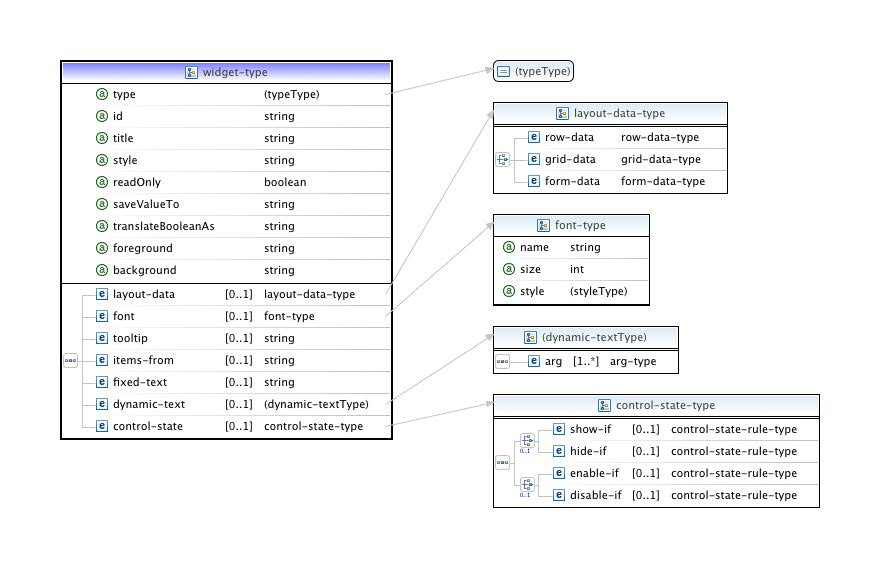 widget-type
type (typeType)
id string
title string
style string
readOnly boolean
saveValueTo string
translateBooleanAs string
foreground string
background string
layout-data [0..1] layout-data-type
font [0..1] font-type
tooltip [0..1] string
items-from [0..1] string
fixed-text [0..1] string
dynamic-text [0..1] (dynamic-textType)
control-state [0..1] control-state-type
(typeType)
layout-data-type
row-data row-data-type
grid-data grid-data-type
form-data form-data-type
font-type
name string
size int
style (styleType)
(dynamic-textType)
arg [1..*] arg-type
control-state-type
show-if [0..1] control-state-rule-type
0..1
hide-if [0..1] control-state-rule-type
enable-if [0..1] control-state-rule-type
0..1
disable-if [0..1] control-state-rule-type